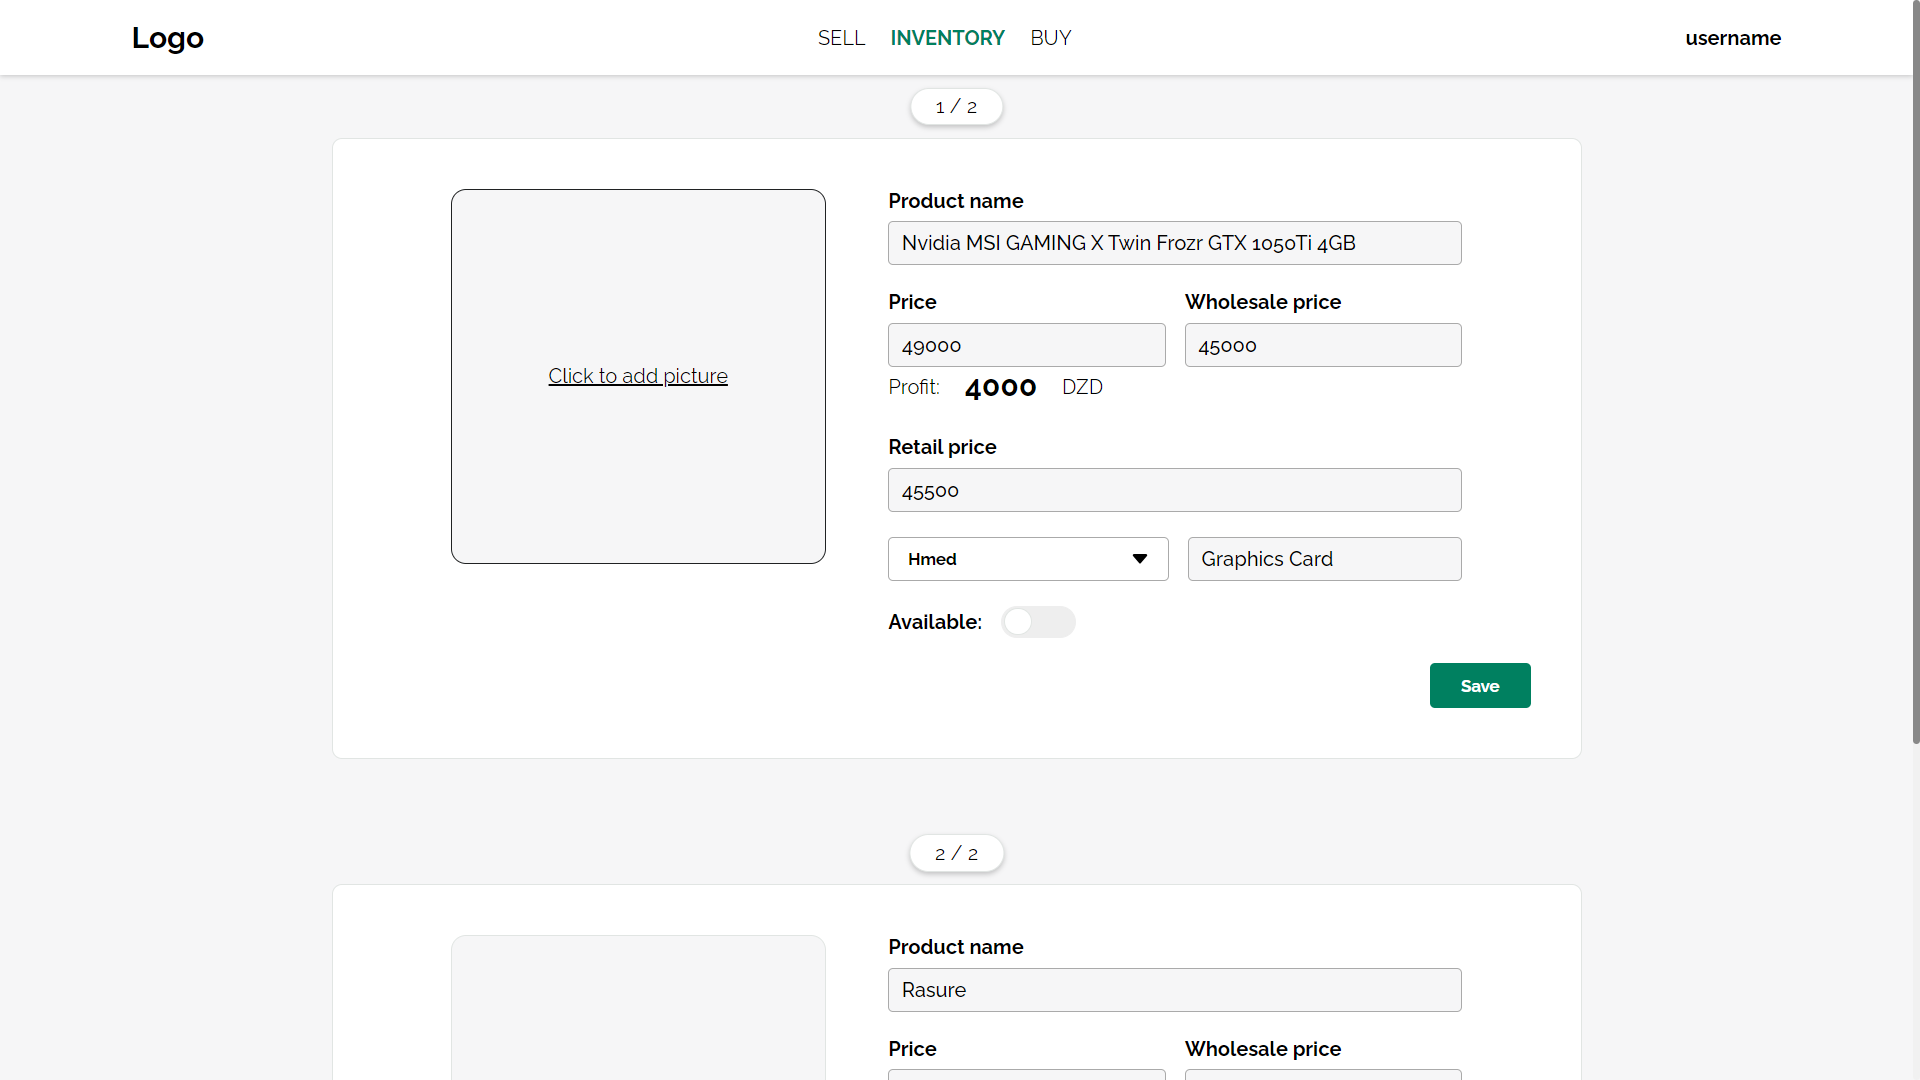 Logo
SELL INVENTORY BUY
username
1 / 2
Click to add picture
Product name
Nvidia MSI GAMING X Twin Frozr GTX 1050Ti 4GB
Price Wholesale price
49000 45000
Profit: 4000 DZD
Retail price
45500
Hmed Graphics Card
Available:
Save
2 / 2
Product name
Rasure
Price Wholesale price